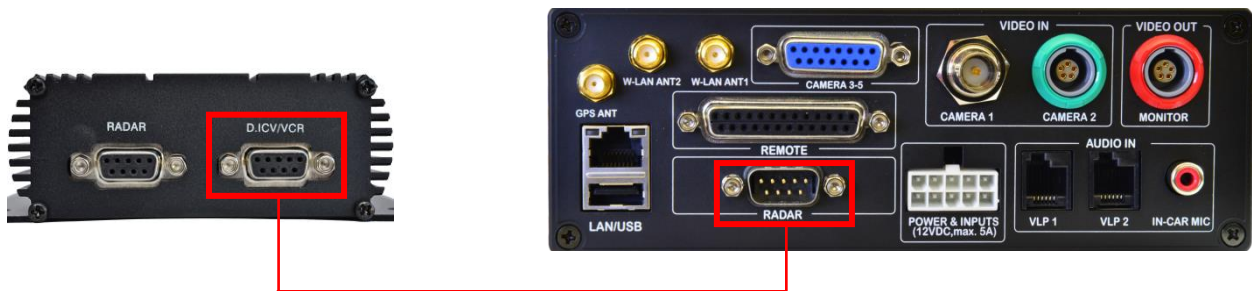 RADAR
D.ICV/VCR
VIDEO IN
VIDEO OUT
W-LAN ANT2
W-LAN ANT1
CAMERA 3-5
GPS ANT
CAMERA 1
CAMERA 2
MONITOR
REMOTE
AUDIO IN
RADAR
LAN/USB
POWER & INPUTS
(12VDC,max. 5A)
VLP 1
VLP 2
IN-CAR MIC